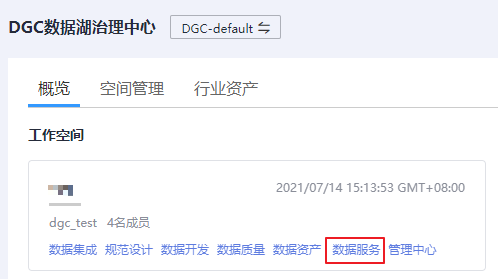 DGC数据湖治理中心 DGC-default
概览 空间管理 行业资产
工作空间
2021/07/14 15:13:53 GMT+08:00
dgc_test 4名成员
数据集成 规范设计 数据开发 数据质量 数据资产 数据服务 管理中心